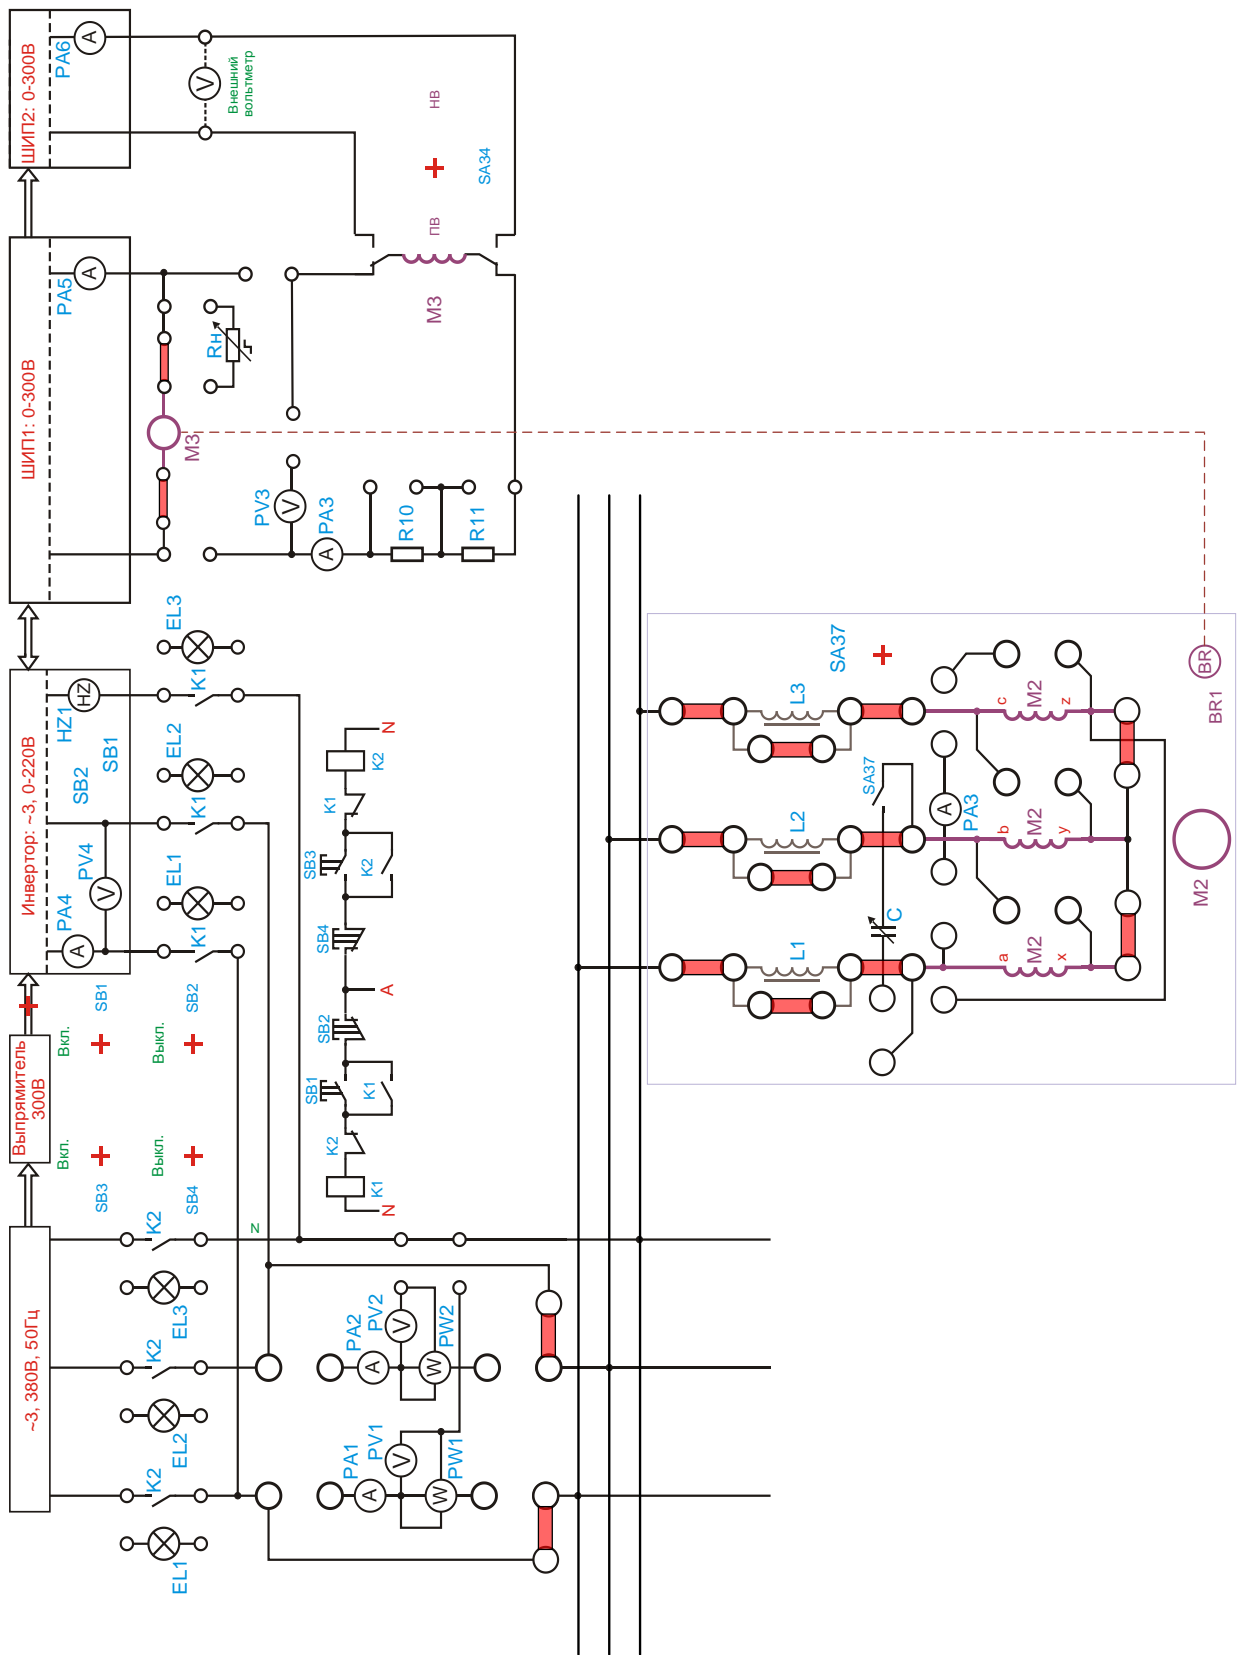 ШИП2: 0-300В
PA6
A
V
Внешний
вольтметр
НВ
SA34
ПВ
M3
ШИП1: 0-300В
PA5
A
Rн
M3
PV3
V
PA3
A
R10
R11
Инвертор: ~3, 0-220В
HZ1
HZ
SB2
SB1
PV4
V
PA4
A
EL3
K1
EL2
K1
EL1
K1
Выпрямитель
300В
Вкл.
SB1
Выкл.
SB2
Вкл.
SB3
Выкл.
SB4
~3, 380В, 50Гц
K2
EL3
K2
EL2
K2
EL1
N
N
K2
K1
SB3
K2
SB4
A
SB2
SB1
K1
K2
K1
N
PA2
A
PV2
V
PW2
W
PA1
A
PV1
V
PW1
W
SA37
L3
c
M2
z
BR
BR1
SA37
L2
A
PA3
b
M2
y
M2
C
L1
a
M2
x